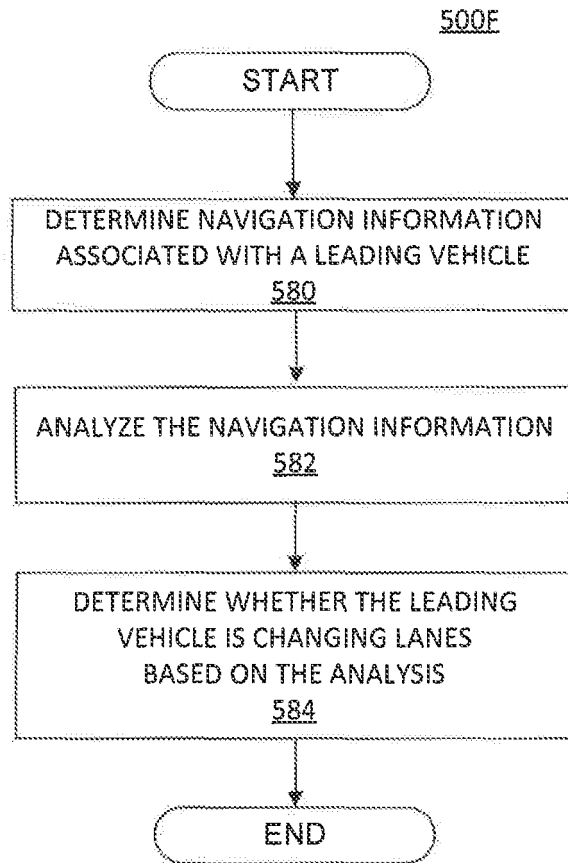 500F
START
DETERMINE NAVIGATION INFORMATION
ASSOCIATED WITH A LEADING VEHICLE
580
ANALYZE THE NAVIGATION INFORMATION
582
DETERMINE WHETHER THE LEADING
VEHICLE IS CHANGING LANES
BASED ON THE ANALYSIS
584
END